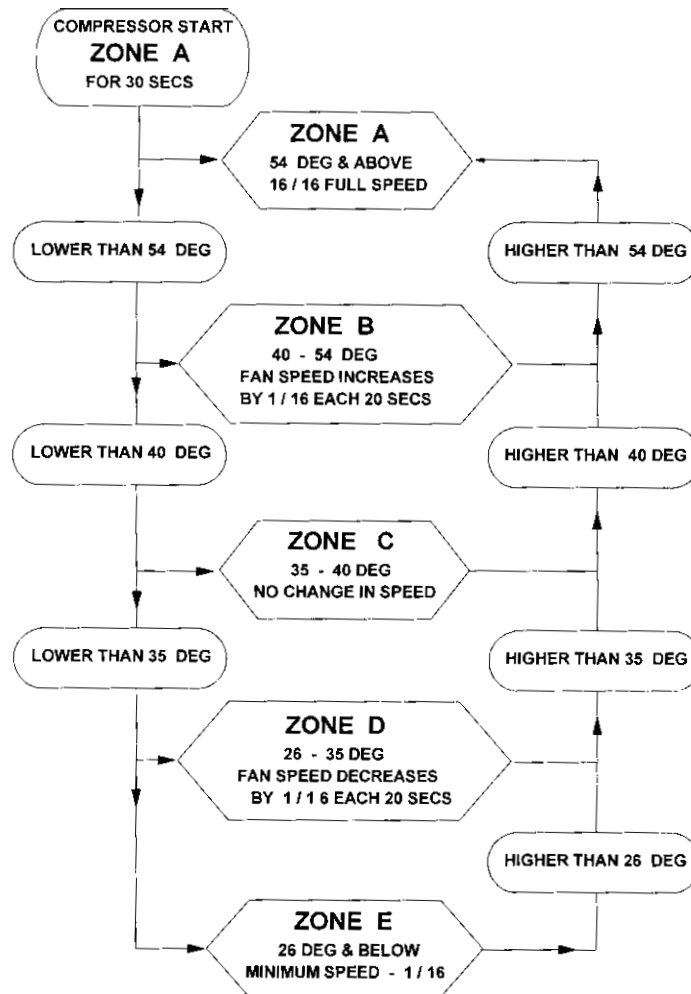 COMPRESSOR START
ZONE A
FOR 30 SECS
ZONE A
54 DEG & ABOVE
16 / 16 FULL SPEED
LOWER THAN 54 DEG
HIGHER THAN 54 DEG
ZONE B
40 - 54 DEG
FAN SPEED INCREASES
BY 1 / 16 EACH 20 SECS
LOWER THAN 40 DEG
HIGHER THAN 40 DEG
ZONE C
35 - 40 DEG
NO CHANGE IN SPEED
LOWER THAN 35 DEG
HIGHER THAN 35 DEG
ZONE D
26 - 35 DEG
FAN SPEED DECREASES
BY 1 / 1 6 EACH 20 SECS
HIGHER THAN 26 DEG
ZONE E
26 DEG & BELOW
MINIMUM SPEED - 1 / 16